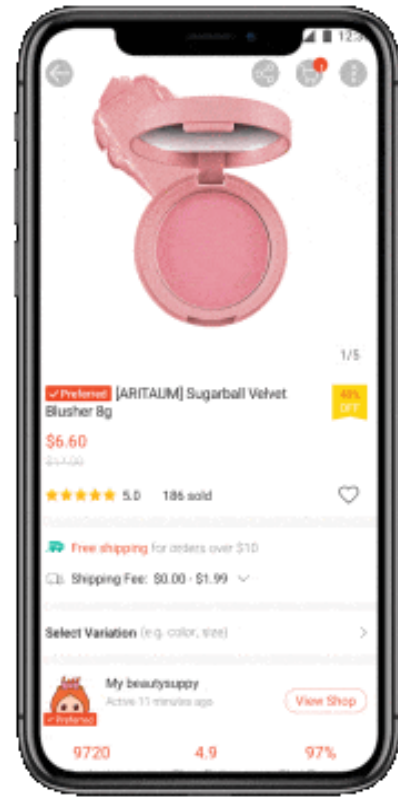 1/5
Preferred [ARITAUM] Sugarball Velvet
Blusher 8g
40%
OFF
$6.60
5.0 186 sold
Free shipping for orders over $10
Shipping Fee: $0.00 - $1.99
Select Variation (e.g. color, size)
My beautysuppy
Active 11 minutes ago
Preferred
View Shop
9720 4.9 97%